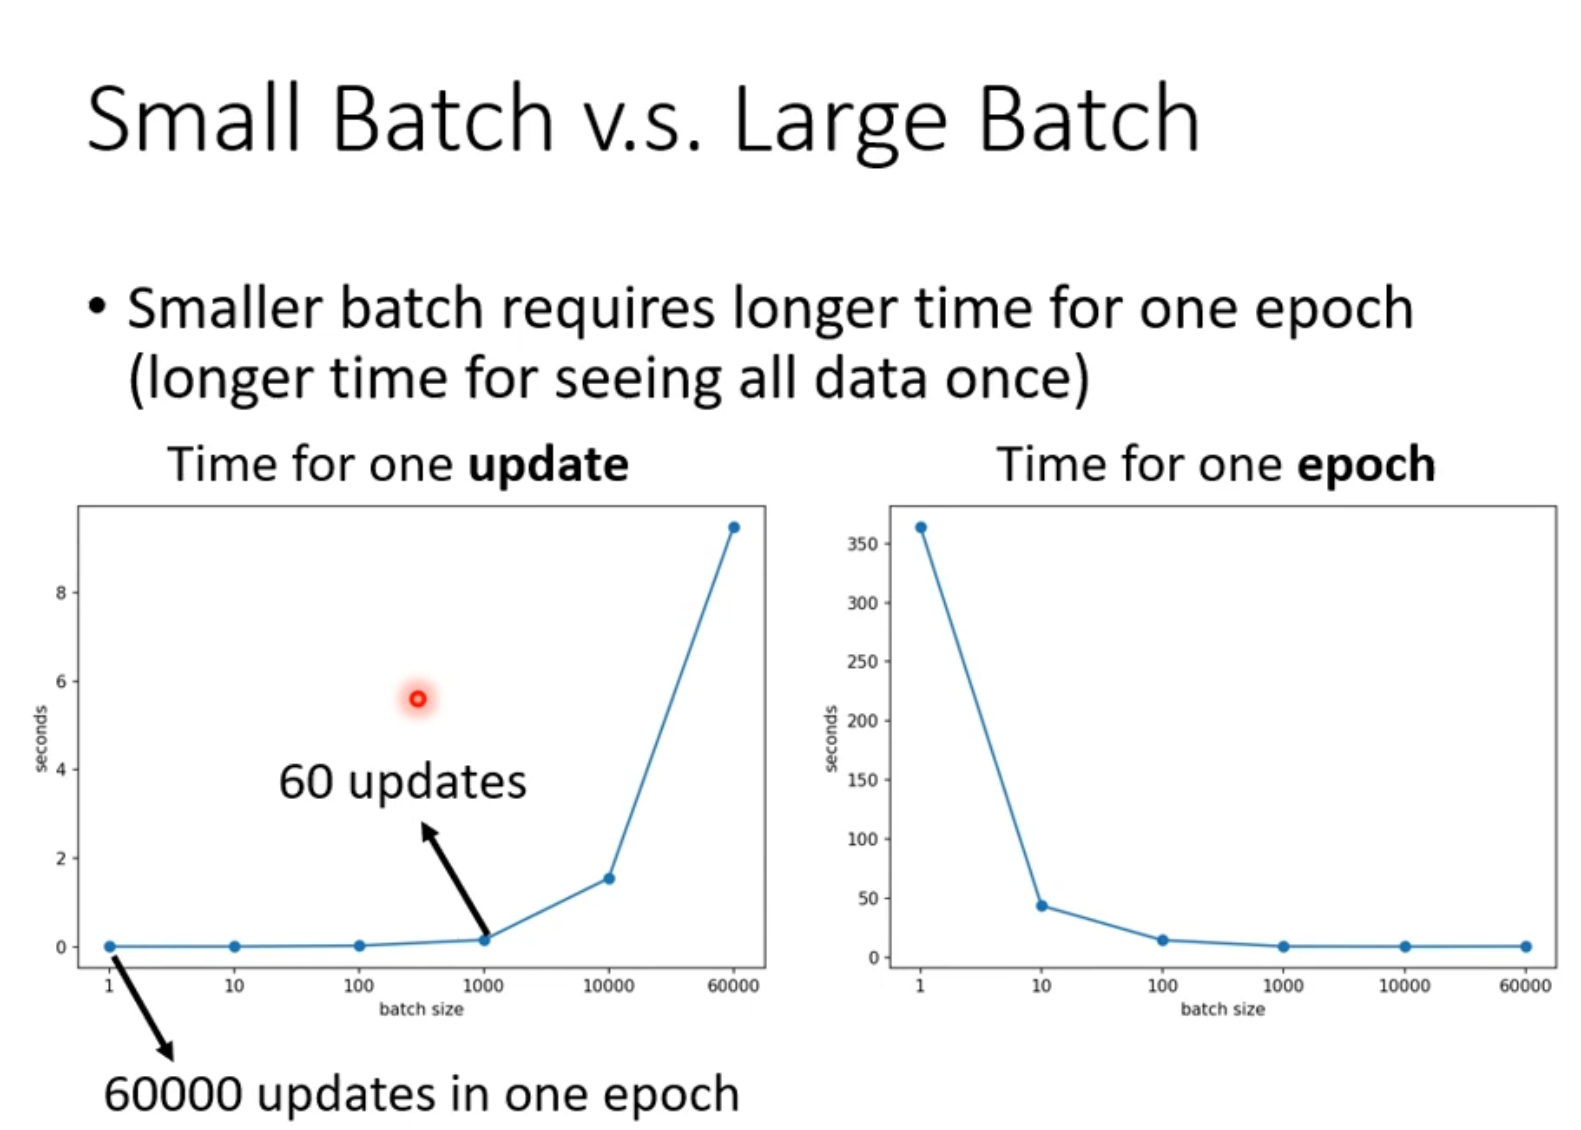 Small Batch v.s. Large Batch
• Smaller batch requires longer time for one epoch
(longer time for seeing all data once)
Time for one update
8
6
4
2
0
seconds
60 updates
1 10 100 1000 10000 60000
batch size
60000 updates in one epoch
Time for one epoch
350
300
250
200
150
100
50
0
seconds
1 10 100 1000 10000 60000
batch size